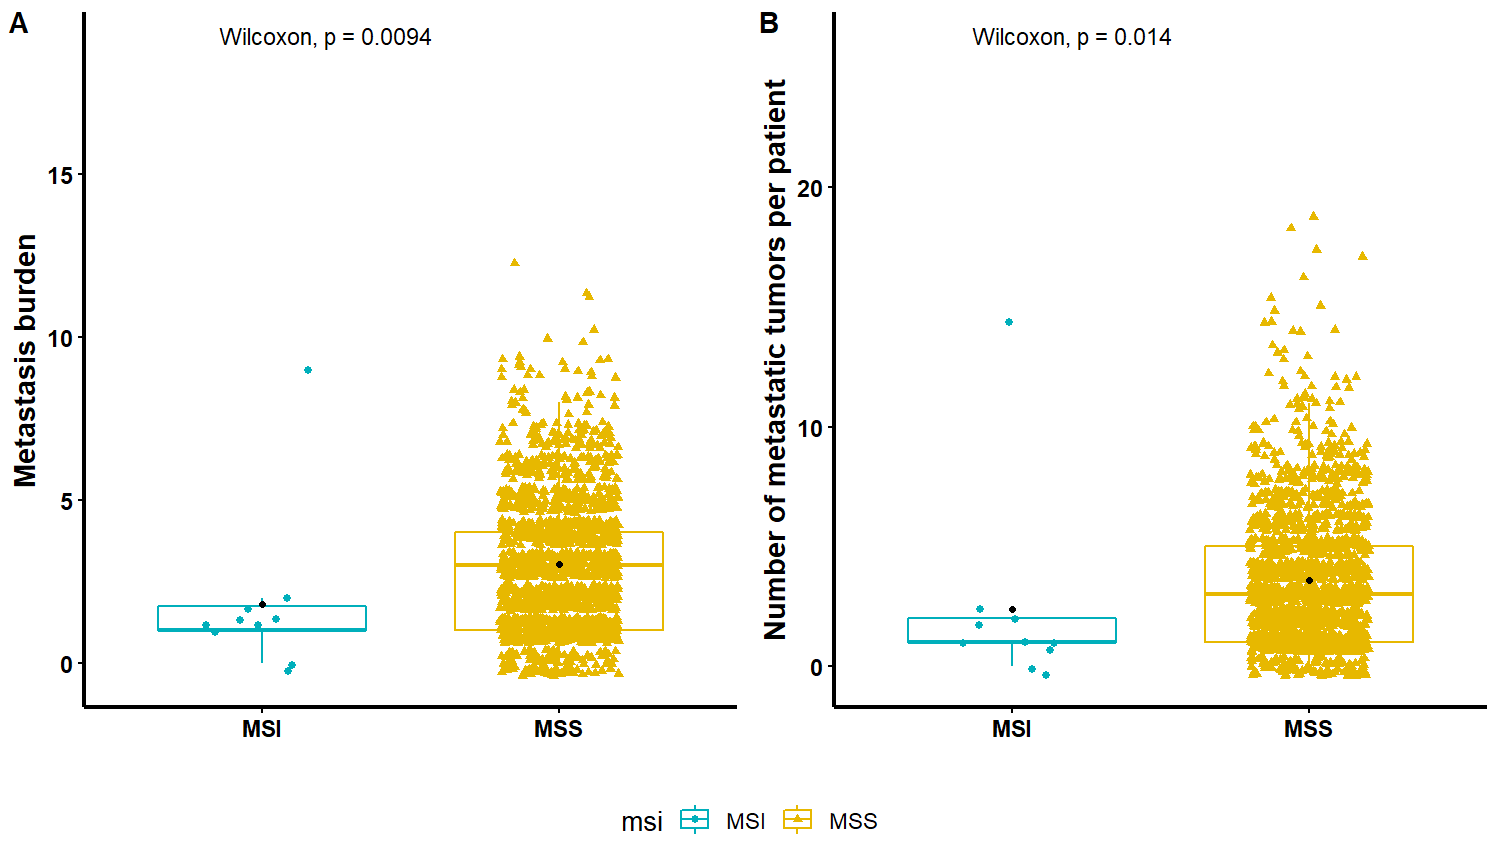 A
Wilcoxon, p = 0.0094
Metastasis burden
15
10
5
0
MSI
MSS
B
Wilcoxon, p = 0.014
Number of metastatic tumors per patient
20
10
0
MSI
MSS
msi MSI MSS